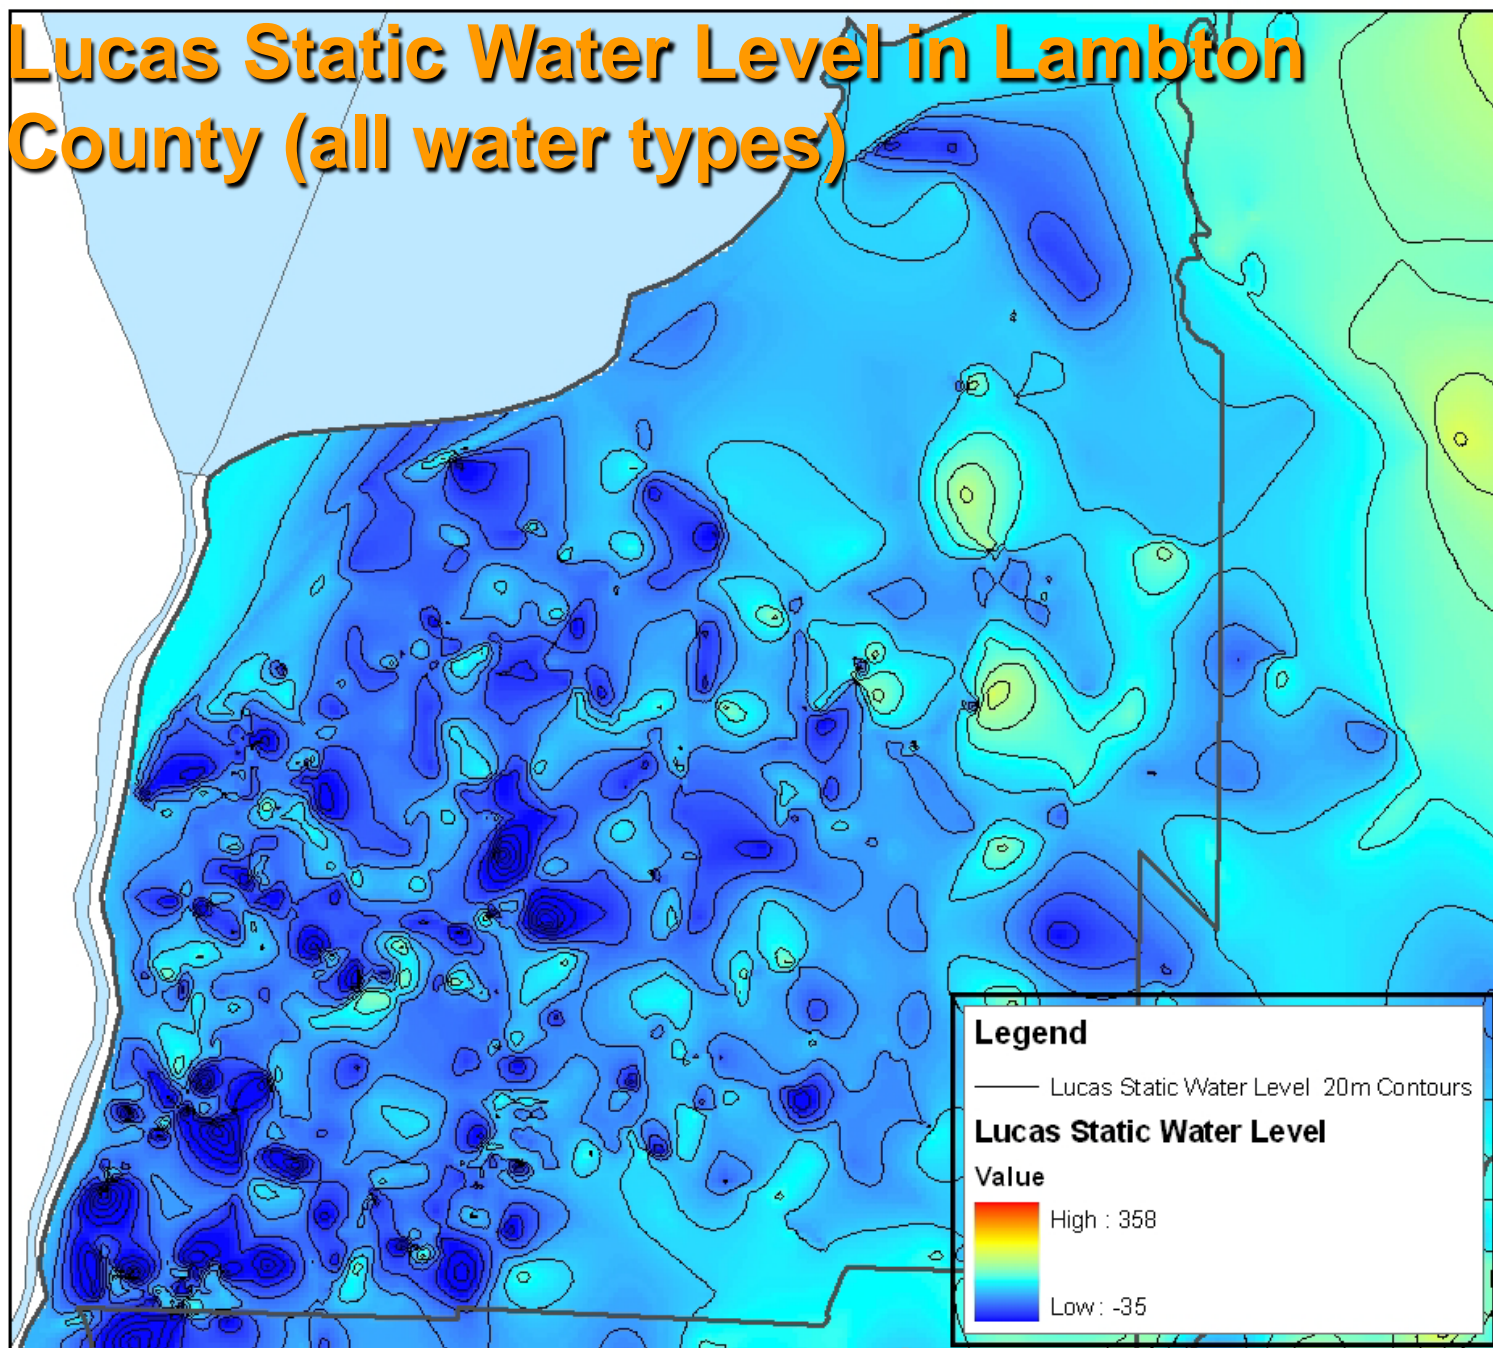 Lucas Static Water Level in Lambton
County (all water types)
Legend
Lucas Static Water Level 20m Contours
Lucas Static Water Level
Value
High : 358
Low : -35